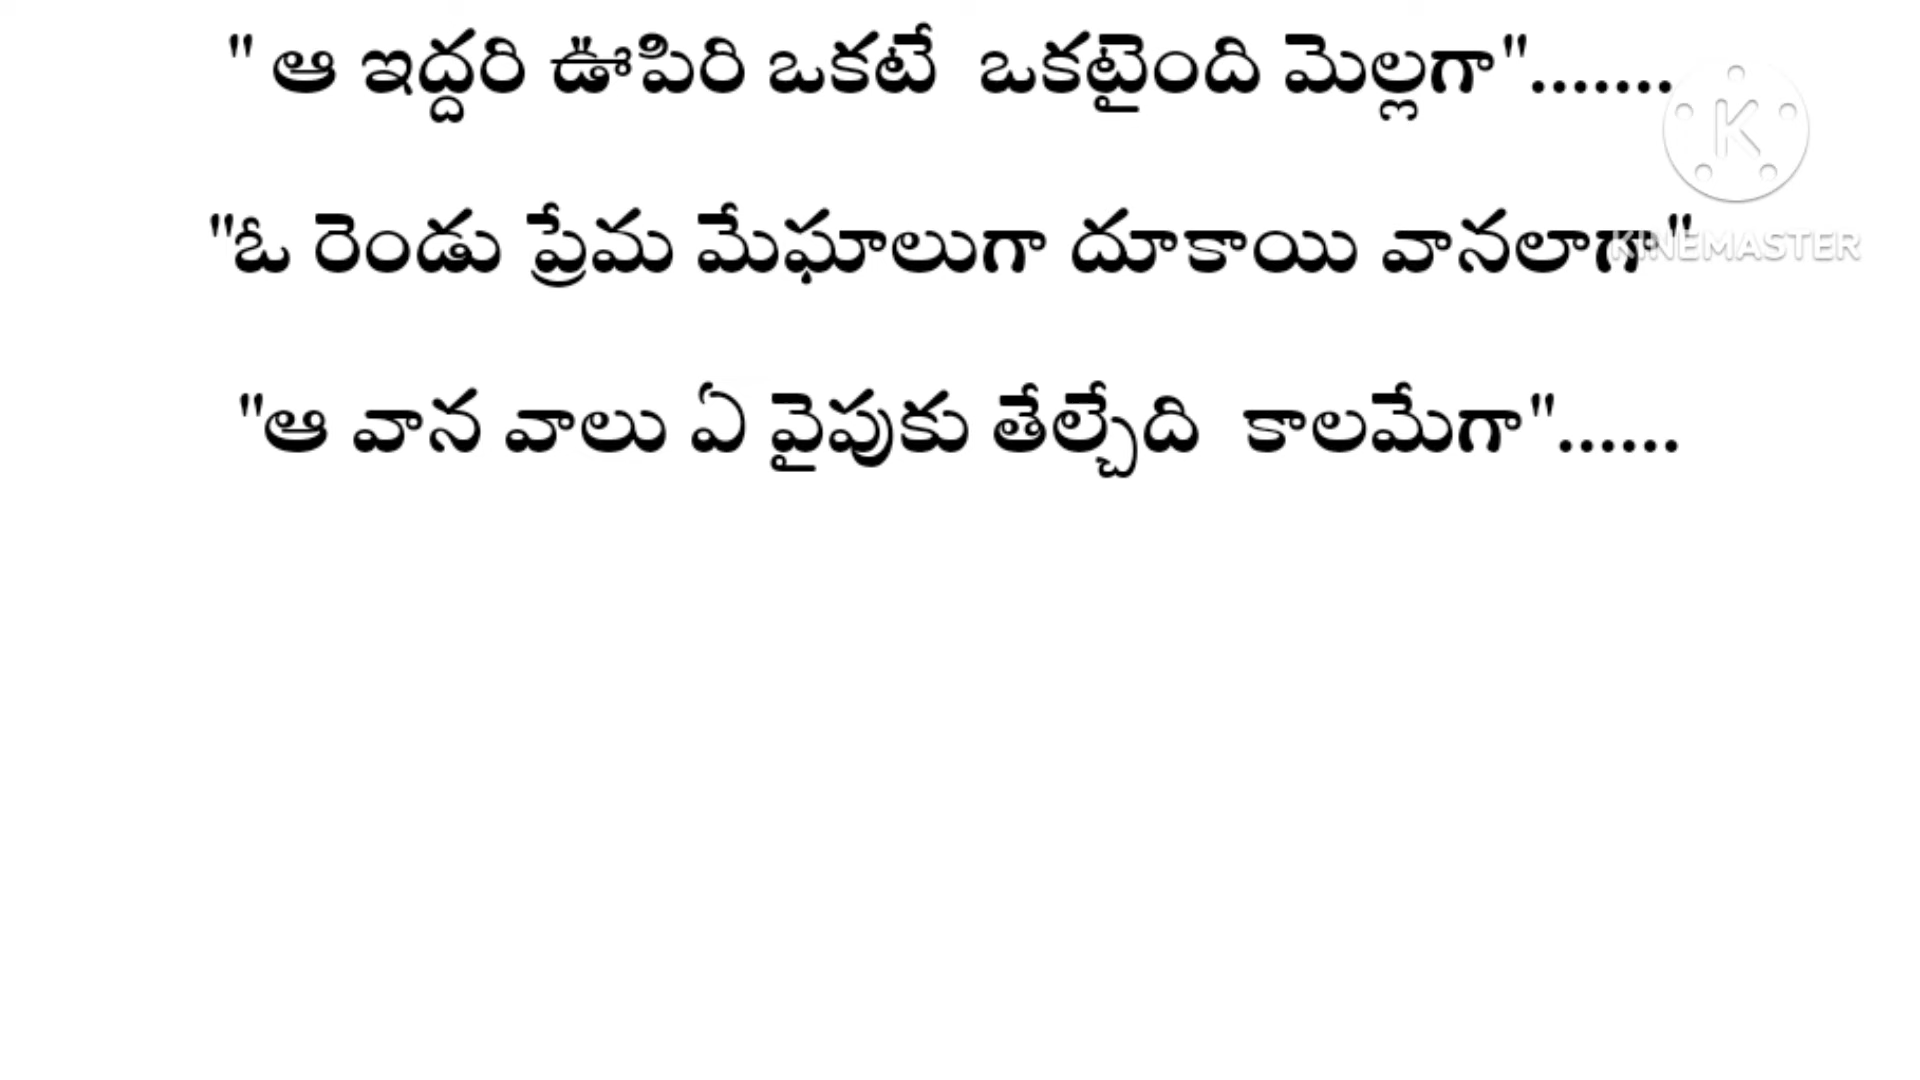 " ఆ ఇద్దరి ఊపిరి ఒకటే  ఒకటైంది మెల్లగా".......
"ఓ రెండు ప్రేమ మేఘాలుగా దూకాయి వానలాగా"
"ఆ వాన వాలు ఏ వైపుకు తేల్చేది  కాలమేగా"......
K
KINEMASTER